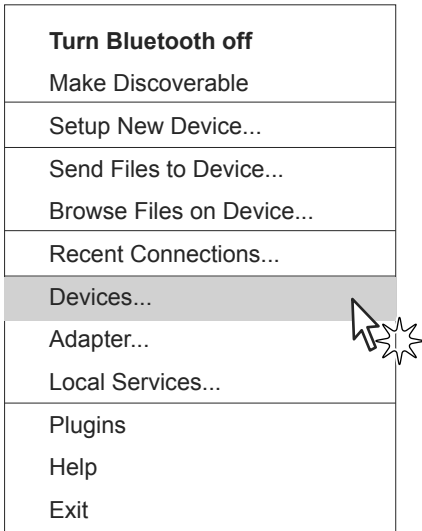 Turn Bluetooth off
Make Discoverable
Setup New Device...
Send Files to Device...
Browse Files on Device...
Recent Connections...
Devices...
Adapter...
Local Services...
Plugins
Help
Exit